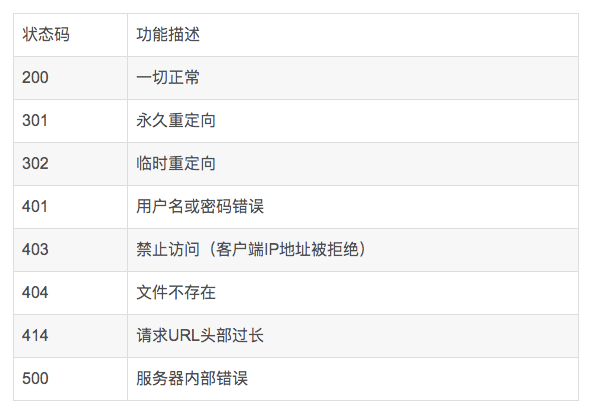 状态码 功能描述
200 一切正常
301 永久重定向
302 临时重定向
401 用户名或密码错误
403 禁止访问（客户端IP地址被拒绝）
404 文件不存在
414 请求URL头部过长
500 服务器内部错误